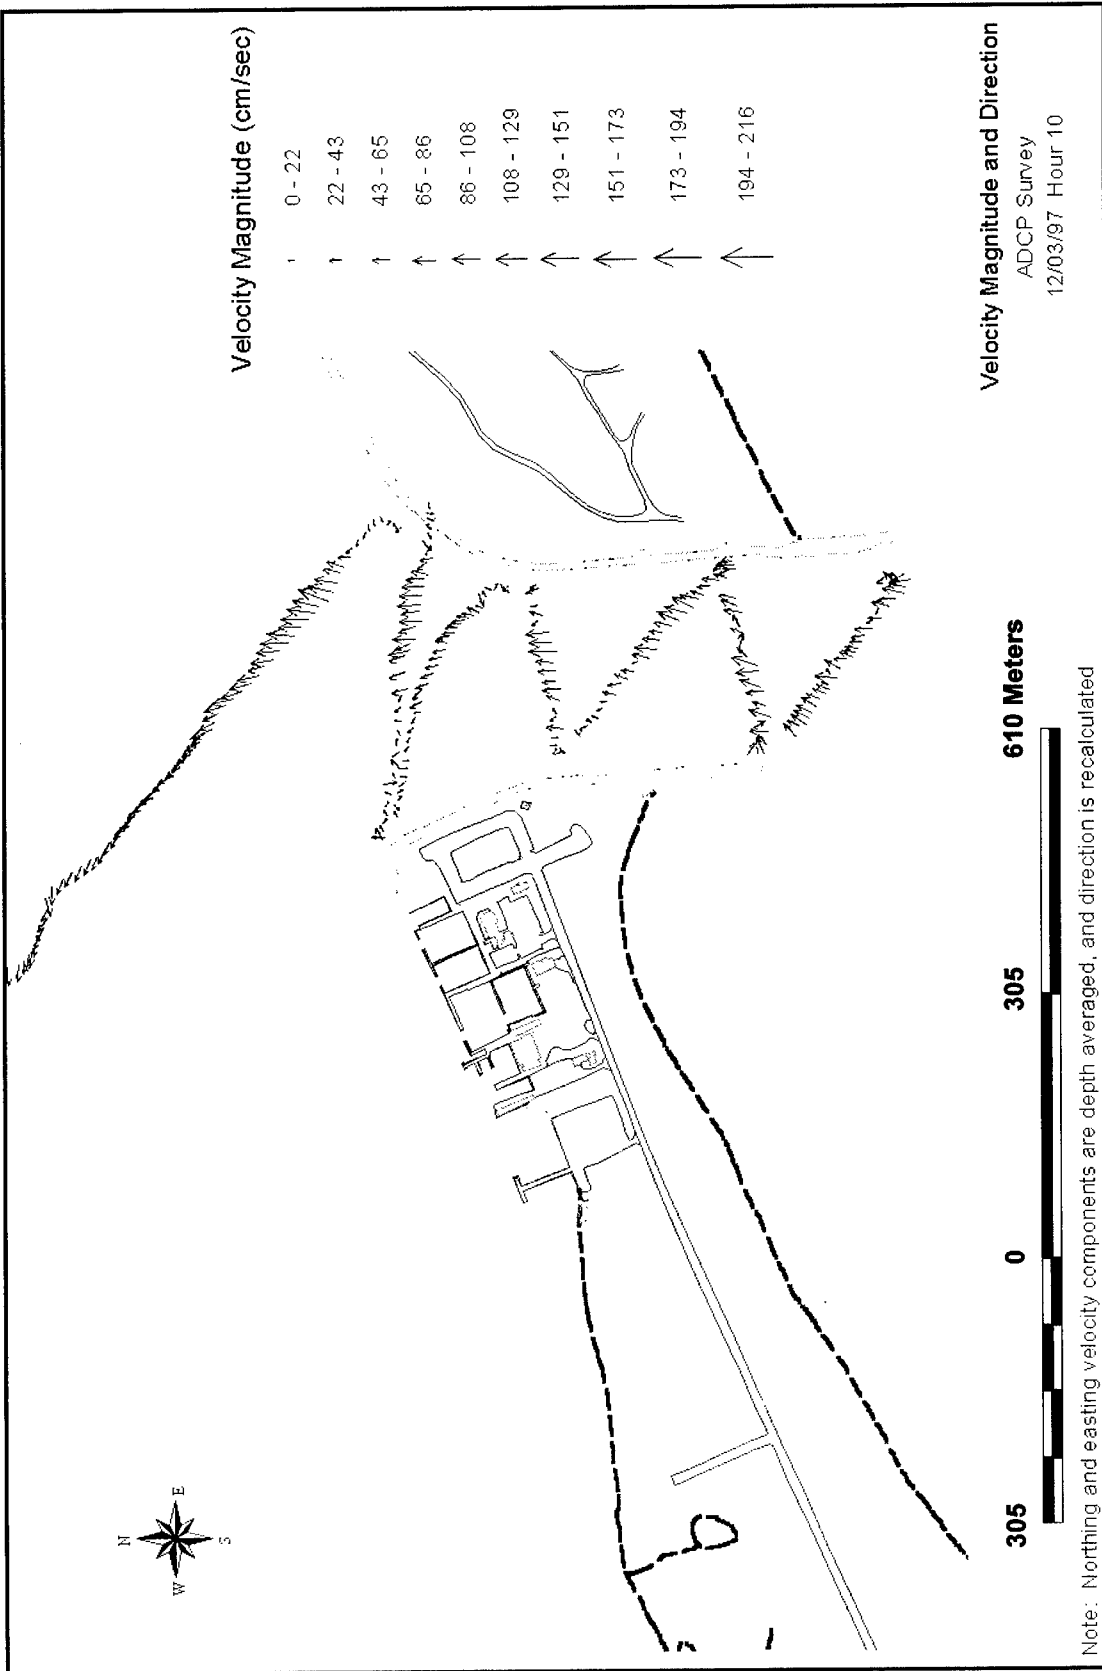 Velocity Magnitude (cm/sec)
0 - 22
22 - 43
43 - 65
65 - 86
86 - 108
108 - 129
129 - 151
151 - 173
173 - 194
194 - 216
N
W E
S
Velocity Magnitude and Direction
ADCP Survey
12/03/97 Hour 10
305 0 305 610 Meters
Note: Northing and easting velocity components are depth averaged, and direction is recalculated